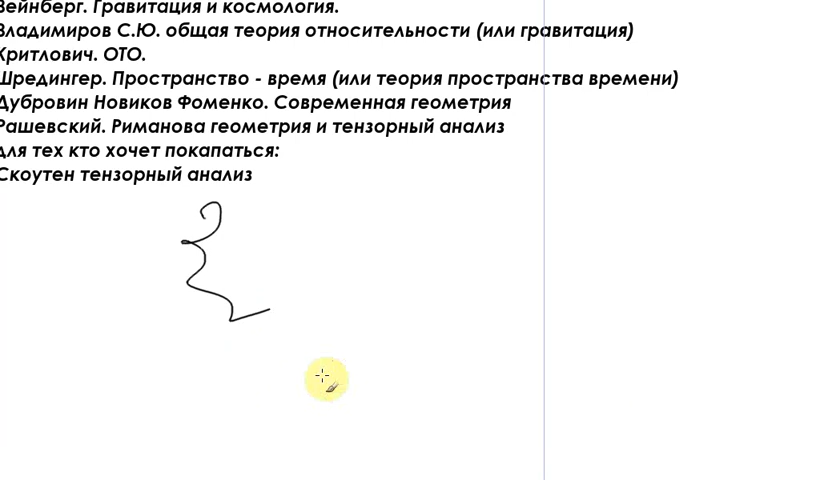 Вейнберг. Гравитация и космология.
Владимиров С.Ю. общая теория относительности (или гравитация)
Критлович. ОТО.
Шредингер. Пространство - время (или теория пространства времени)
Дубровин Новиков Фоменко. Современная геометрия
Рашевский. Риманова геометрия и тензорный анализ
для тех кто хочет покапаться:
Скоутен тензорный анализ